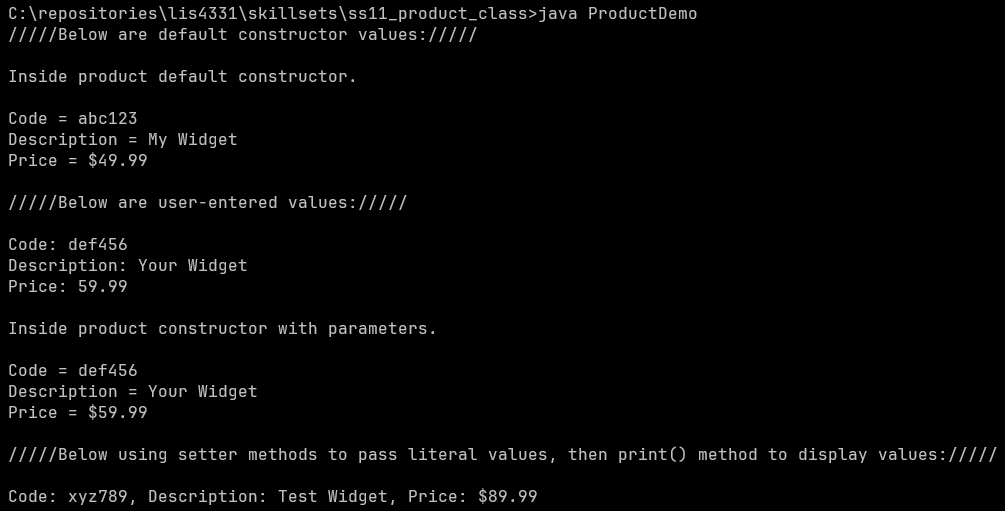 C:\repositories\lis4331\skillsets\ss11_product_class>java ProductDemo
/////Below are default constructor values://///
Inside product default constructor.
Code = abc123
Description = My Widget
Price = $49.99
/////Below are user-entered values://///
Code: def456
Description: Your Widget
Price: 59.99
Inside product constructor with parameters.
Code = def456
Description = Your Widget
Price = $59.99
/////Below using setter methods to pass literal values, then print() method to display values://///
Code: xyz789, Description: Test Widget, Price: $89.99